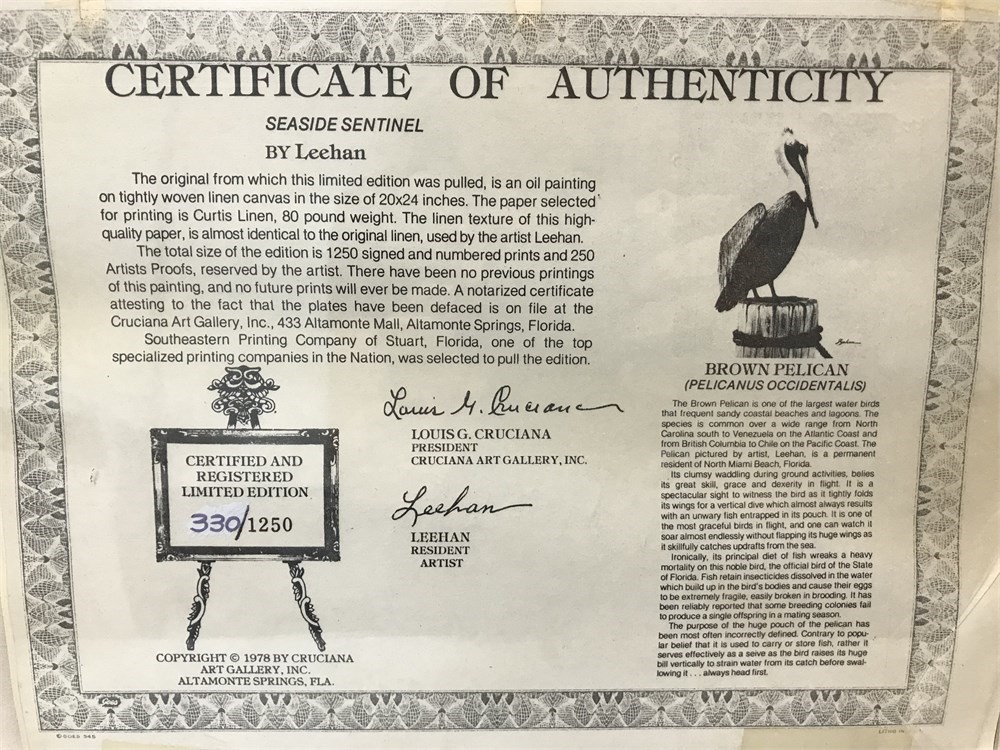 CERTIFICATE OF AUTHENTICITY
SEASIDE SENTINEL
BY Leehan
The original from which this limited edition was pulled, is an oil painting
on tightly woven linen canvas in the size of 20x24 inches. The paper selected
for printing is Curtis Linen, 80 pound weight. The linen texture of this high-
quality paper, is almost identical to the original linen, used by the artist Leehan.
The total size of the edition is 1250 signed and numbered prints and 250
Artists Proofs, reserved by the artist. There have been no previous printings
of this painting, and no future prints will ever be made. A notarized certificate
attesting to the fact that the plates have been defaced is on file at the
Cruciana Art Gallery, Inc., 433 Altamonte Mall, Altamonte Springs, Florida.
Southeastern Printing Company of Stuart, Florida, one of the top
specialized printing companies in the Nation, was selected to pull the edition.
CERTIFIED AND
REGISTERED
LIMITED EDITION
330/1250
COPYRIGHT © 1978 BY CRUCIANA
ART GALLERY, INC.
ALTAMONTE SPRINGS, FLA.
Louis G. Cruciana
LOUIS G. CRUCIANA
PRESIDENT
CRUCIANA ART GALLERY, INC.
Leehan
LEEHAN
RESIDENT
ARTIST
Leehan
BROWN PELICAN
(PELICANUS OCCIDENTALIS)
The Brown Pelican is one of the largest water birds
that frequent sandy coastal beaches and lagoons. The
species is common over a wide range from North
Carolina south to Venezuela on the Atlantic Coast and
from British Columbia to Chile on the Pacific Coast. The
Pelican pictured by artist, Leehan, is a permanent
resident of North Miami Beach, Florida.
Its clumsy waddling during ground activities, belies
its great skill, grace and dexerity in flight. It is a
spectacular sight to witness the bird as it tightly folds
its wings for a vertical dive which almost always results
with an unwary fish entrapped in its pouch. It is one of
the most graceful birds in flight, and one can watch it
soar almost endlessly without flapping its huge wings as
it skillfully catches updrafts from the sea.
Ironically, its principal diet of fish wreaks a heavy
mortality on this noble bird, the official bird of the State
of Florida. Fish retain insecticides dissolved in the water
which build up in the bird's bodies and cause their eggs
to be extremely fragile, easily broken in brooding. It has
been reliably reported that some breeding colonies fail
to produce a single offspring in a mating season.
The purpose of the huge pouch of the pelican has
been most often incorrectly defined. Contrary to popu-
lar belief that it is used to carry or store fish, rather it
serves effectively as a seive as the bird raises its huge
bill vertically to strain water from its catch before swal-
lowing it . . . always head first.
Goes
© GOES 345